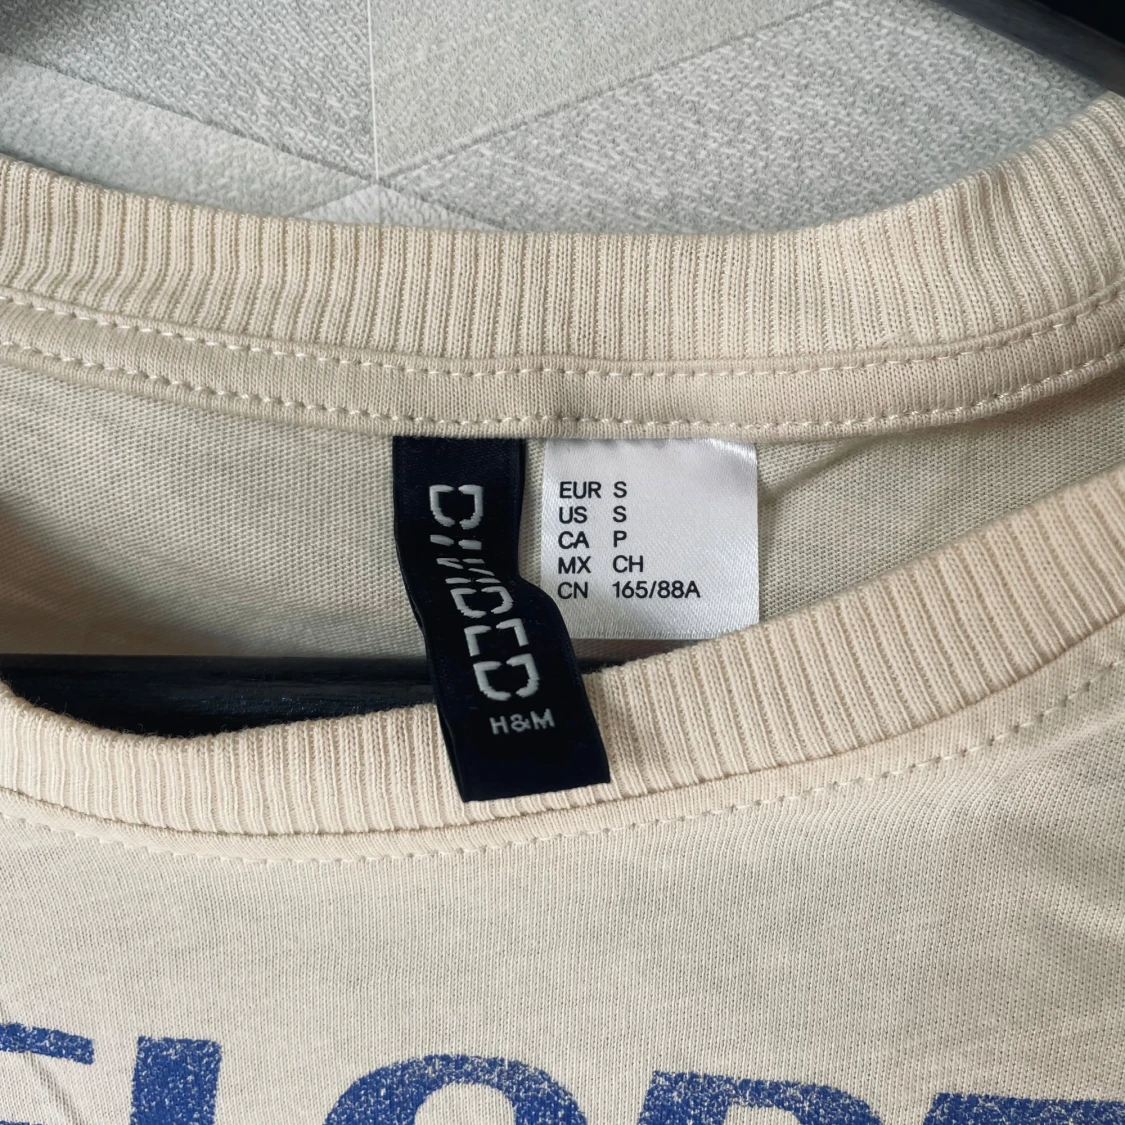 DIVIDED
H&M
EUR S
US S
CA P
MX CH
CN 165/88A